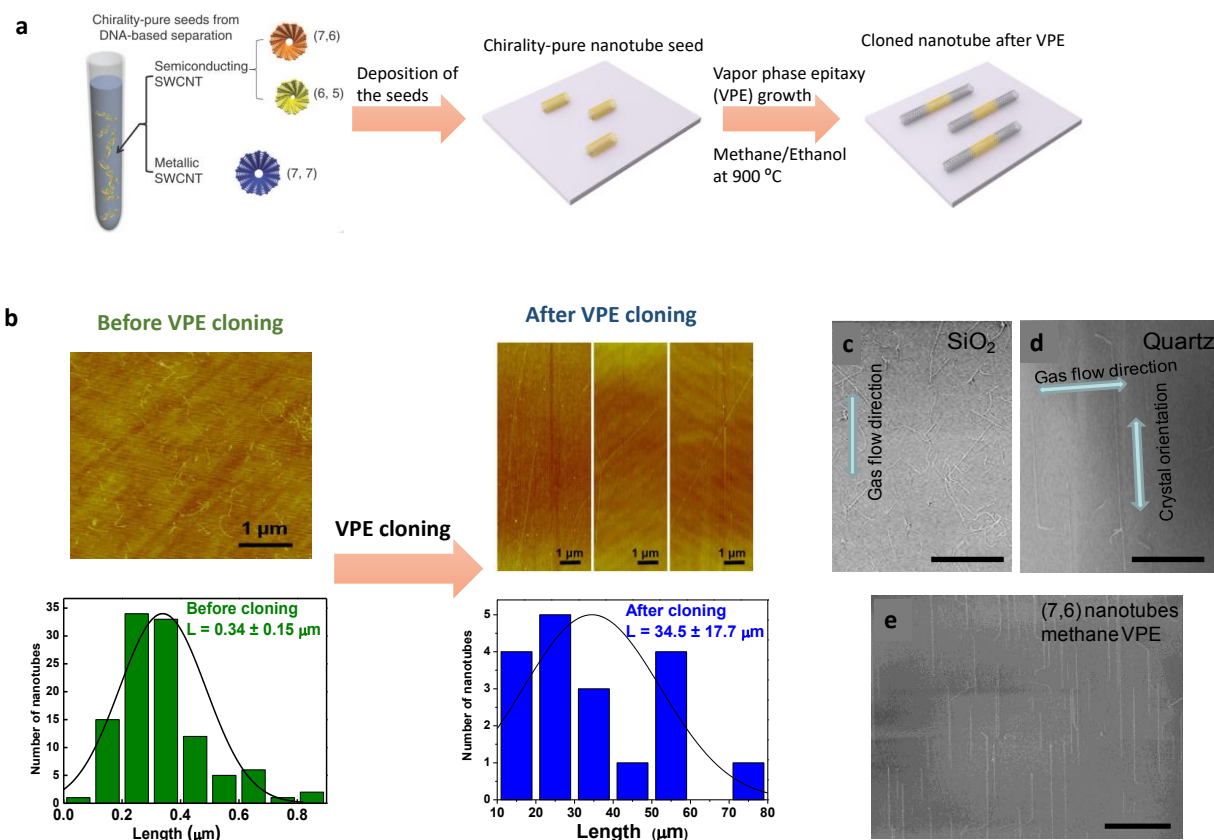 a
Chirality-pure seeds from
DNA-based separation
Semiconducting
SWCNT
(7,6)
(6, 5)
Metallic
SWCNT
(7, 7)
Deposition of
the seeds
Chirality-pure nanotube seed
Vapor phase epitaxy
(VPE) growth
Methane/Ethanol
at 900 °C
Cloned nanotube after VPE
b
Before VPE cloning
1 μm
VPE cloning
After VPE cloning
1 μm
1 μm
1 μm
Before cloning
L = 0.34 ± 0.15 μm
Number of nanotubes
35
30
25
20
15
10
5
0
0.0
0.2
0.4
0.6
0.8
Length (μm)
After cloning
L = 34.5 ± 17.7 μm
Number of nanotubes
5
4
3
2
1
0
10
20
30
40
50
60
70
80
Length (μm)
c
SiO₂
Gas flow direction
d
Quartz
Gas flow direction
Crystal orientation
e
(7,6) nanotubes
methane VPE